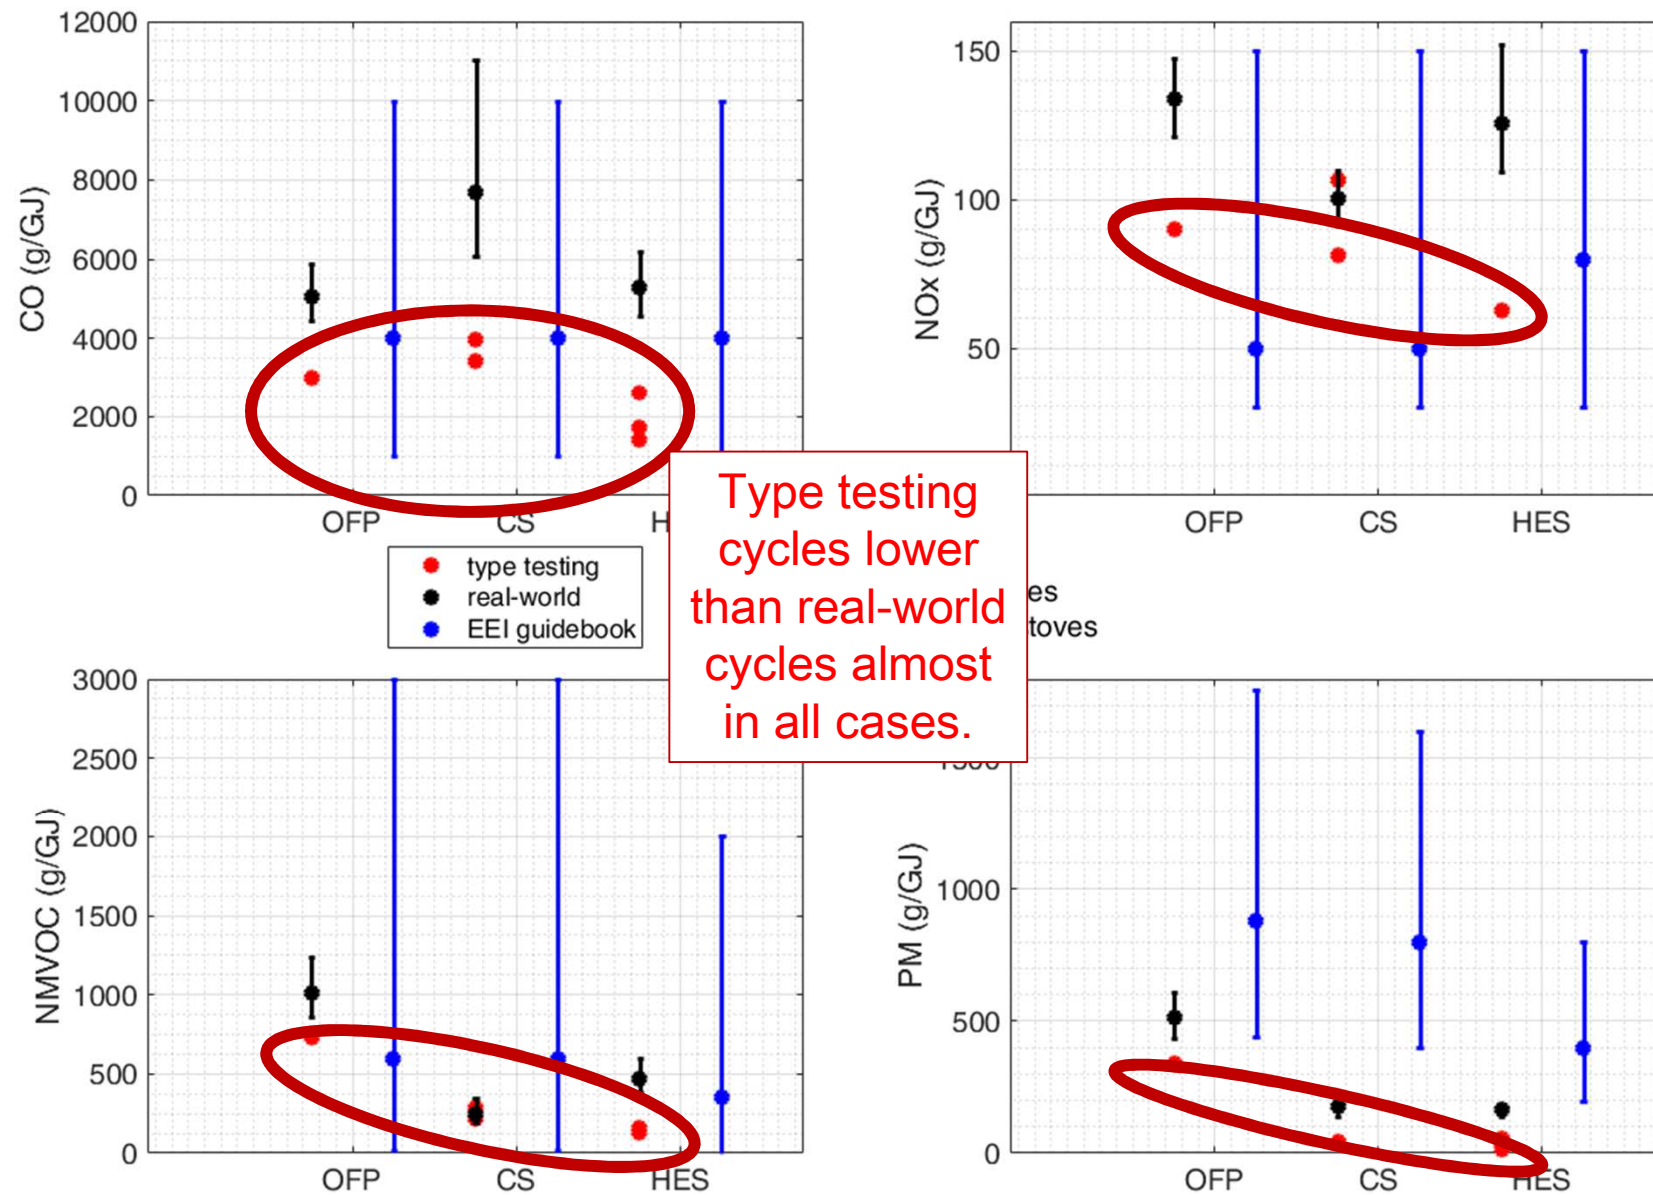 12000
10000
8000
6000
4000
2000
0
CO (g/GJ)
OFP
CS
150
100
50
NOx (g/GJ)
OFP
CS
HES
type testing
real-world
EEI guidebook
Type testing
cycles lower
than real-world
cycles almost
in all cases.
3000
2500
2000
1500
1000
500
0
NMVOC (g/GJ)
OFP
CS
HES
1000
500
0
PM (g/GJ)
OFP
CS
HES